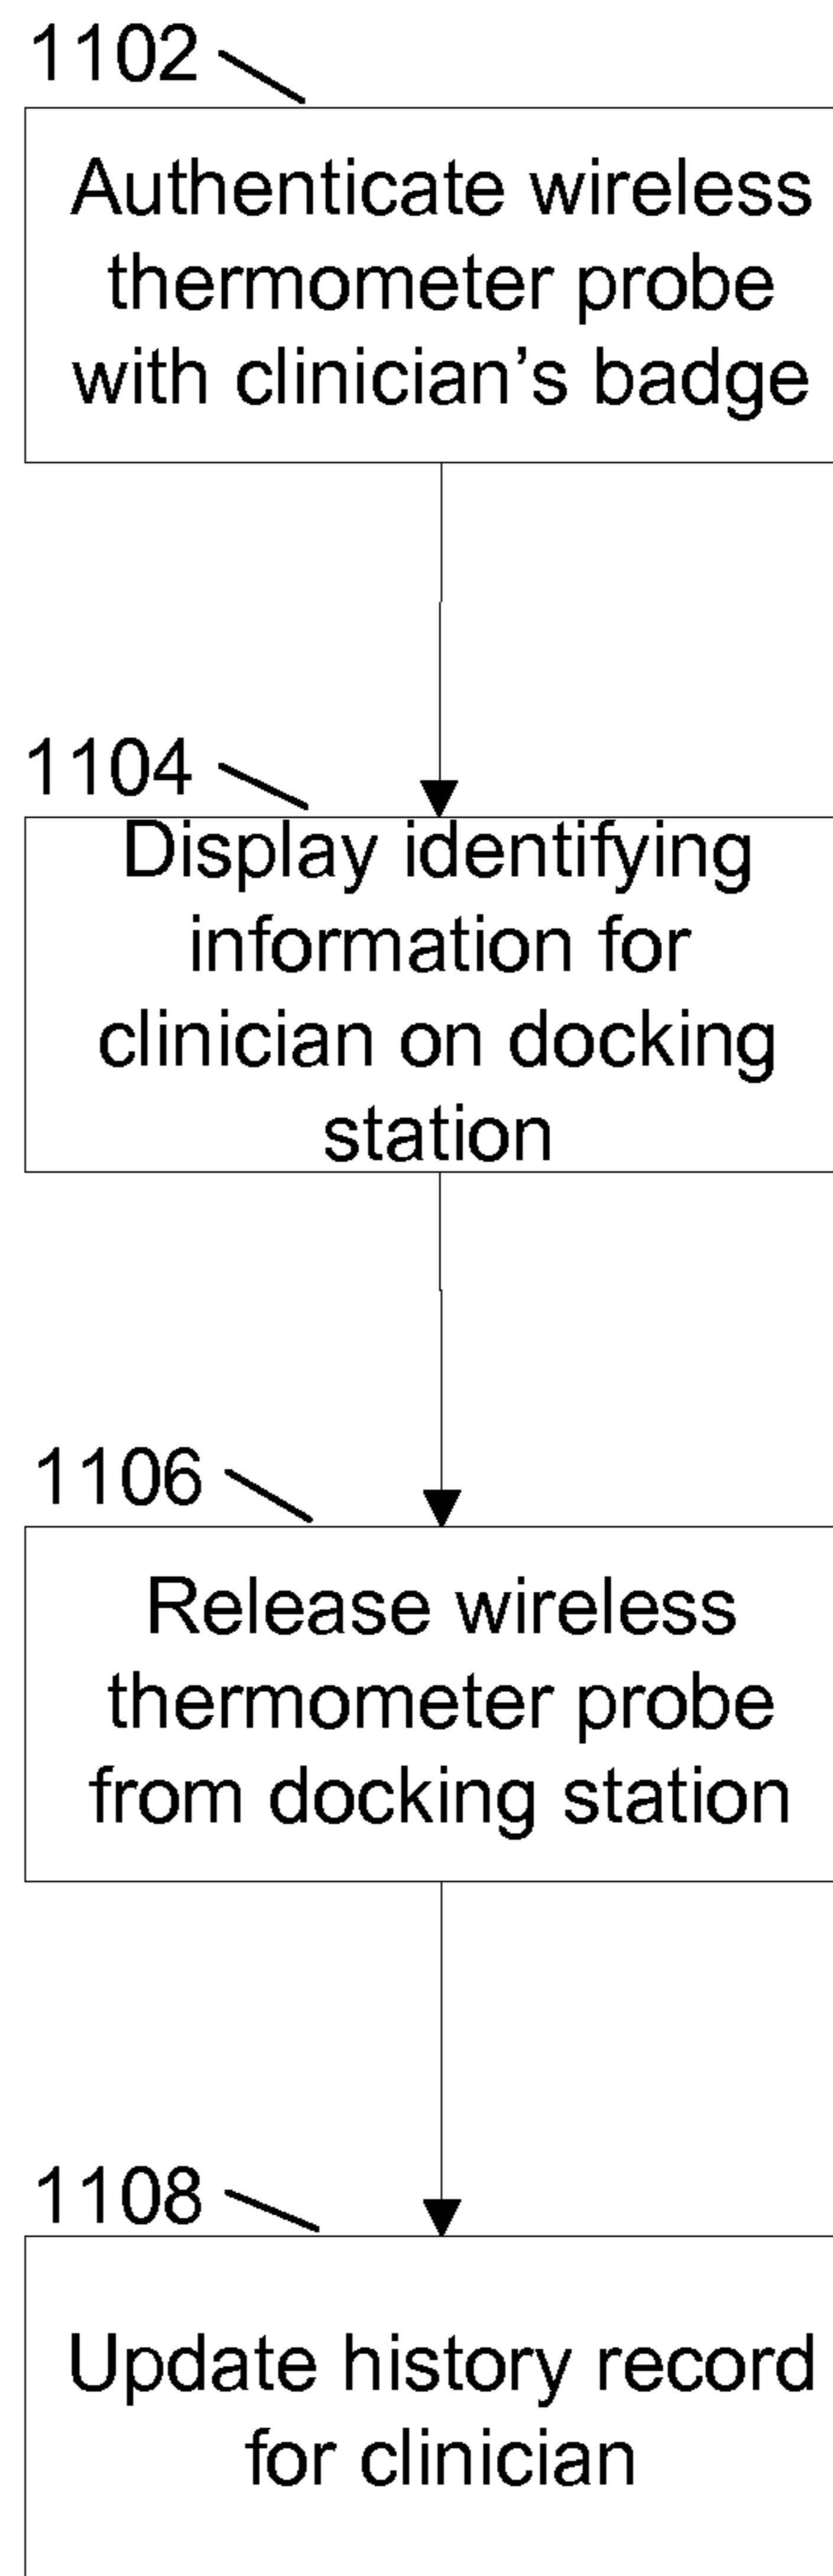 1102
Authenticate wireless
thermometer probe
with clinician's badge
1104
Display identifying
information for
clinician on docking
station
1106
Release wireless
thermometer probe
from docking station
1108
Update history record
for clinician